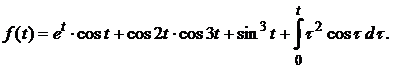 f(t) = e^t · cos t + cos 2t · cos 3t + sin^3 t + ∫_0^t τ^2 cos τ dτ.